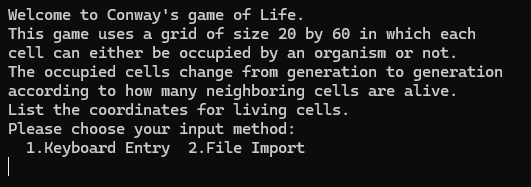 Welcome to Conway's game of Life.
This game uses a grid of size 20 by 60 in which each
cell can either be occupied by an organism or not.
The occupied cells change from generation to generation
according to how many neighboring cells are alive.
List the coordinates for living cells.
Please choose your input method:
  1.Keyboard Entry  2.File Import